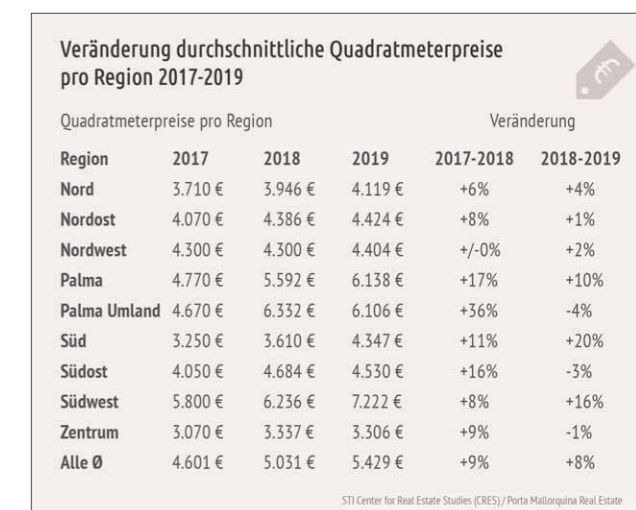 Veränderung durchschnittliche Quadratmeterpreise
pro Region 2017-2019
€
Quadratmeterpreise pro Region Veränderung
Region 2017 2018 2019 2017-2018 2018-2019
Nord 3.710 € 3.946 € 4.119 € +6% +4%
Nordost 4.070 € 4.386 € 4.424 € +8% +1%
Nordwest 4.300 € 4.300 € 4.404 € +/-0% +2%
Palma 4.770 € 5.592 € 6.138 € +17% +10%
Palma Umland 4.670 € 6.332 € 6.106 € +36% -4%
Süd 3.250 € 3.610 € 4.347 € +11% +20%
Südost 4.050 € 4.684 € 4.530 € +16% -3%
Südwest 5.800 € 6.236 € 7.222 € +8% +16%
Zentrum 3.070 € 3.337 € 3.306 € +9% -1%
Alle Ø 4.601 € 5.031 € 5.429 € +9% +8%
STI Center for Real Estate Studies (CRES) / Porta Mallorquina Real Estate